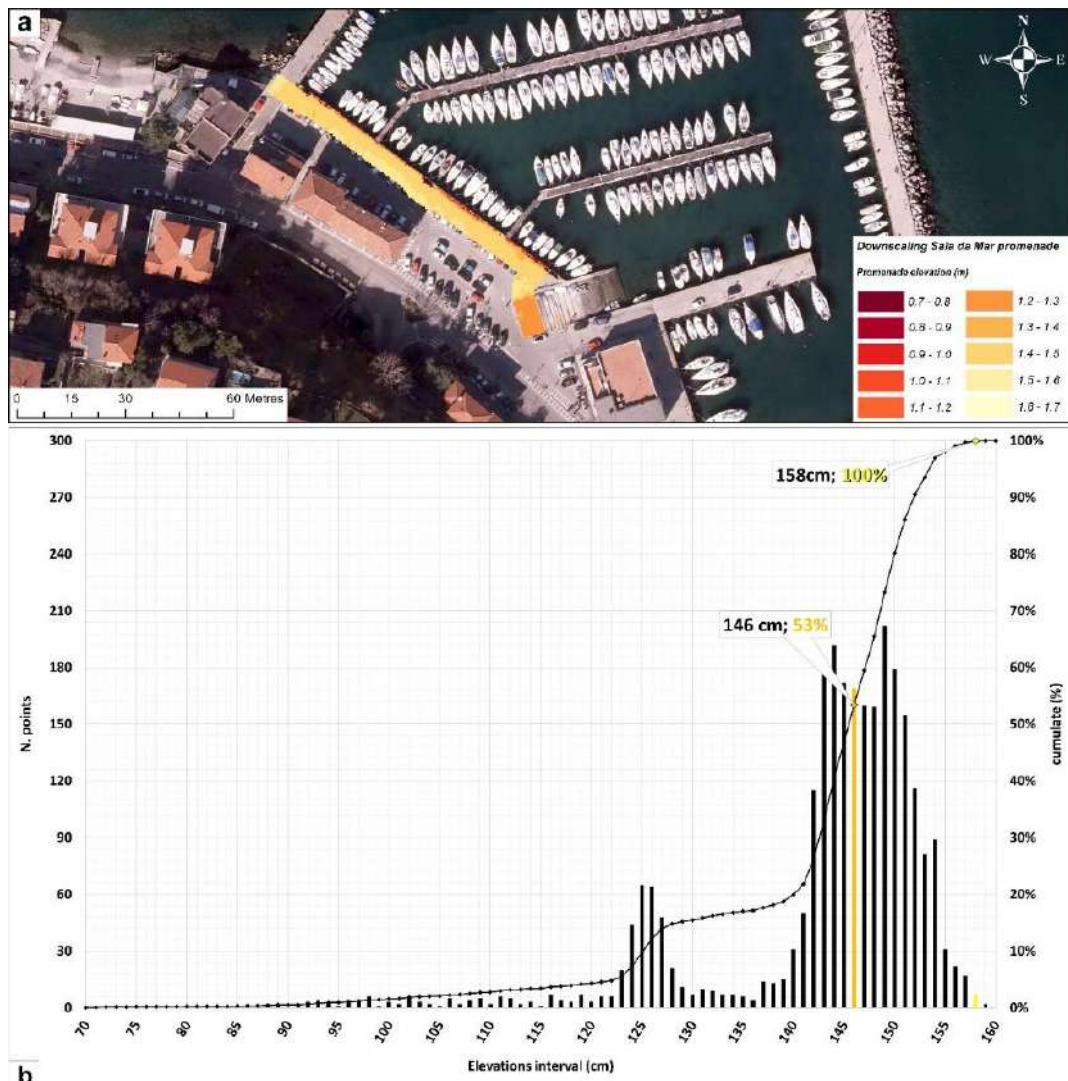 a
N
W E
S
Downscaling Sala da Mar promenade
Promenade elevation (m)
0.7 - 0.8
0.8 - 0.9
0.9 - 1.0
1.0 - 1.1
1.1 - 1.2
1.2 - 1.3
1.3 - 1.4
1.4 - 1.5
1.5 - 1.6
1.6 - 1.7
0 15 30 60 Metres
300
270
240
210
180
150
120
90
60
30
0
N. points
100%
90%
80%
70%
60%
50%
40%
30%
20%
10%
0%
cumulate (%)
158cm; 100%
146 cm; 53%
70 75 80 85 90 95 100 105 110 115 120 125 130 135 140 145 150 155 160
Elevations interval (cm)
b